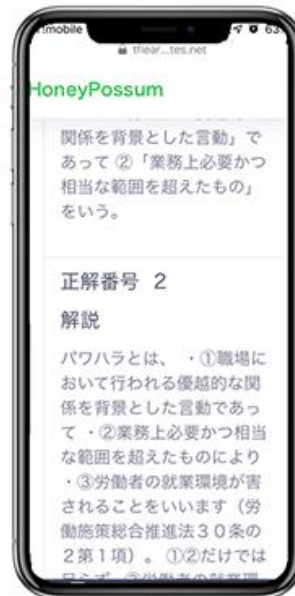 tfiear...tes.net
HoneyPossum
関係を背景とした言動」で
あって ②「業務上必要かつ
相当な範囲を超えたもの」
をいう。
正解番号 2
解説
パワハラとは、 ・①職場に
おいて行われる優越的な関
係を背景とした言動であっ
て ・②業務上必要かつ相当
な範囲を超えたものにより
・③労働者の就業環境が害
されることをいいます（労
働施策総合推進法３０条の
２第１項）。 ①②だけでは